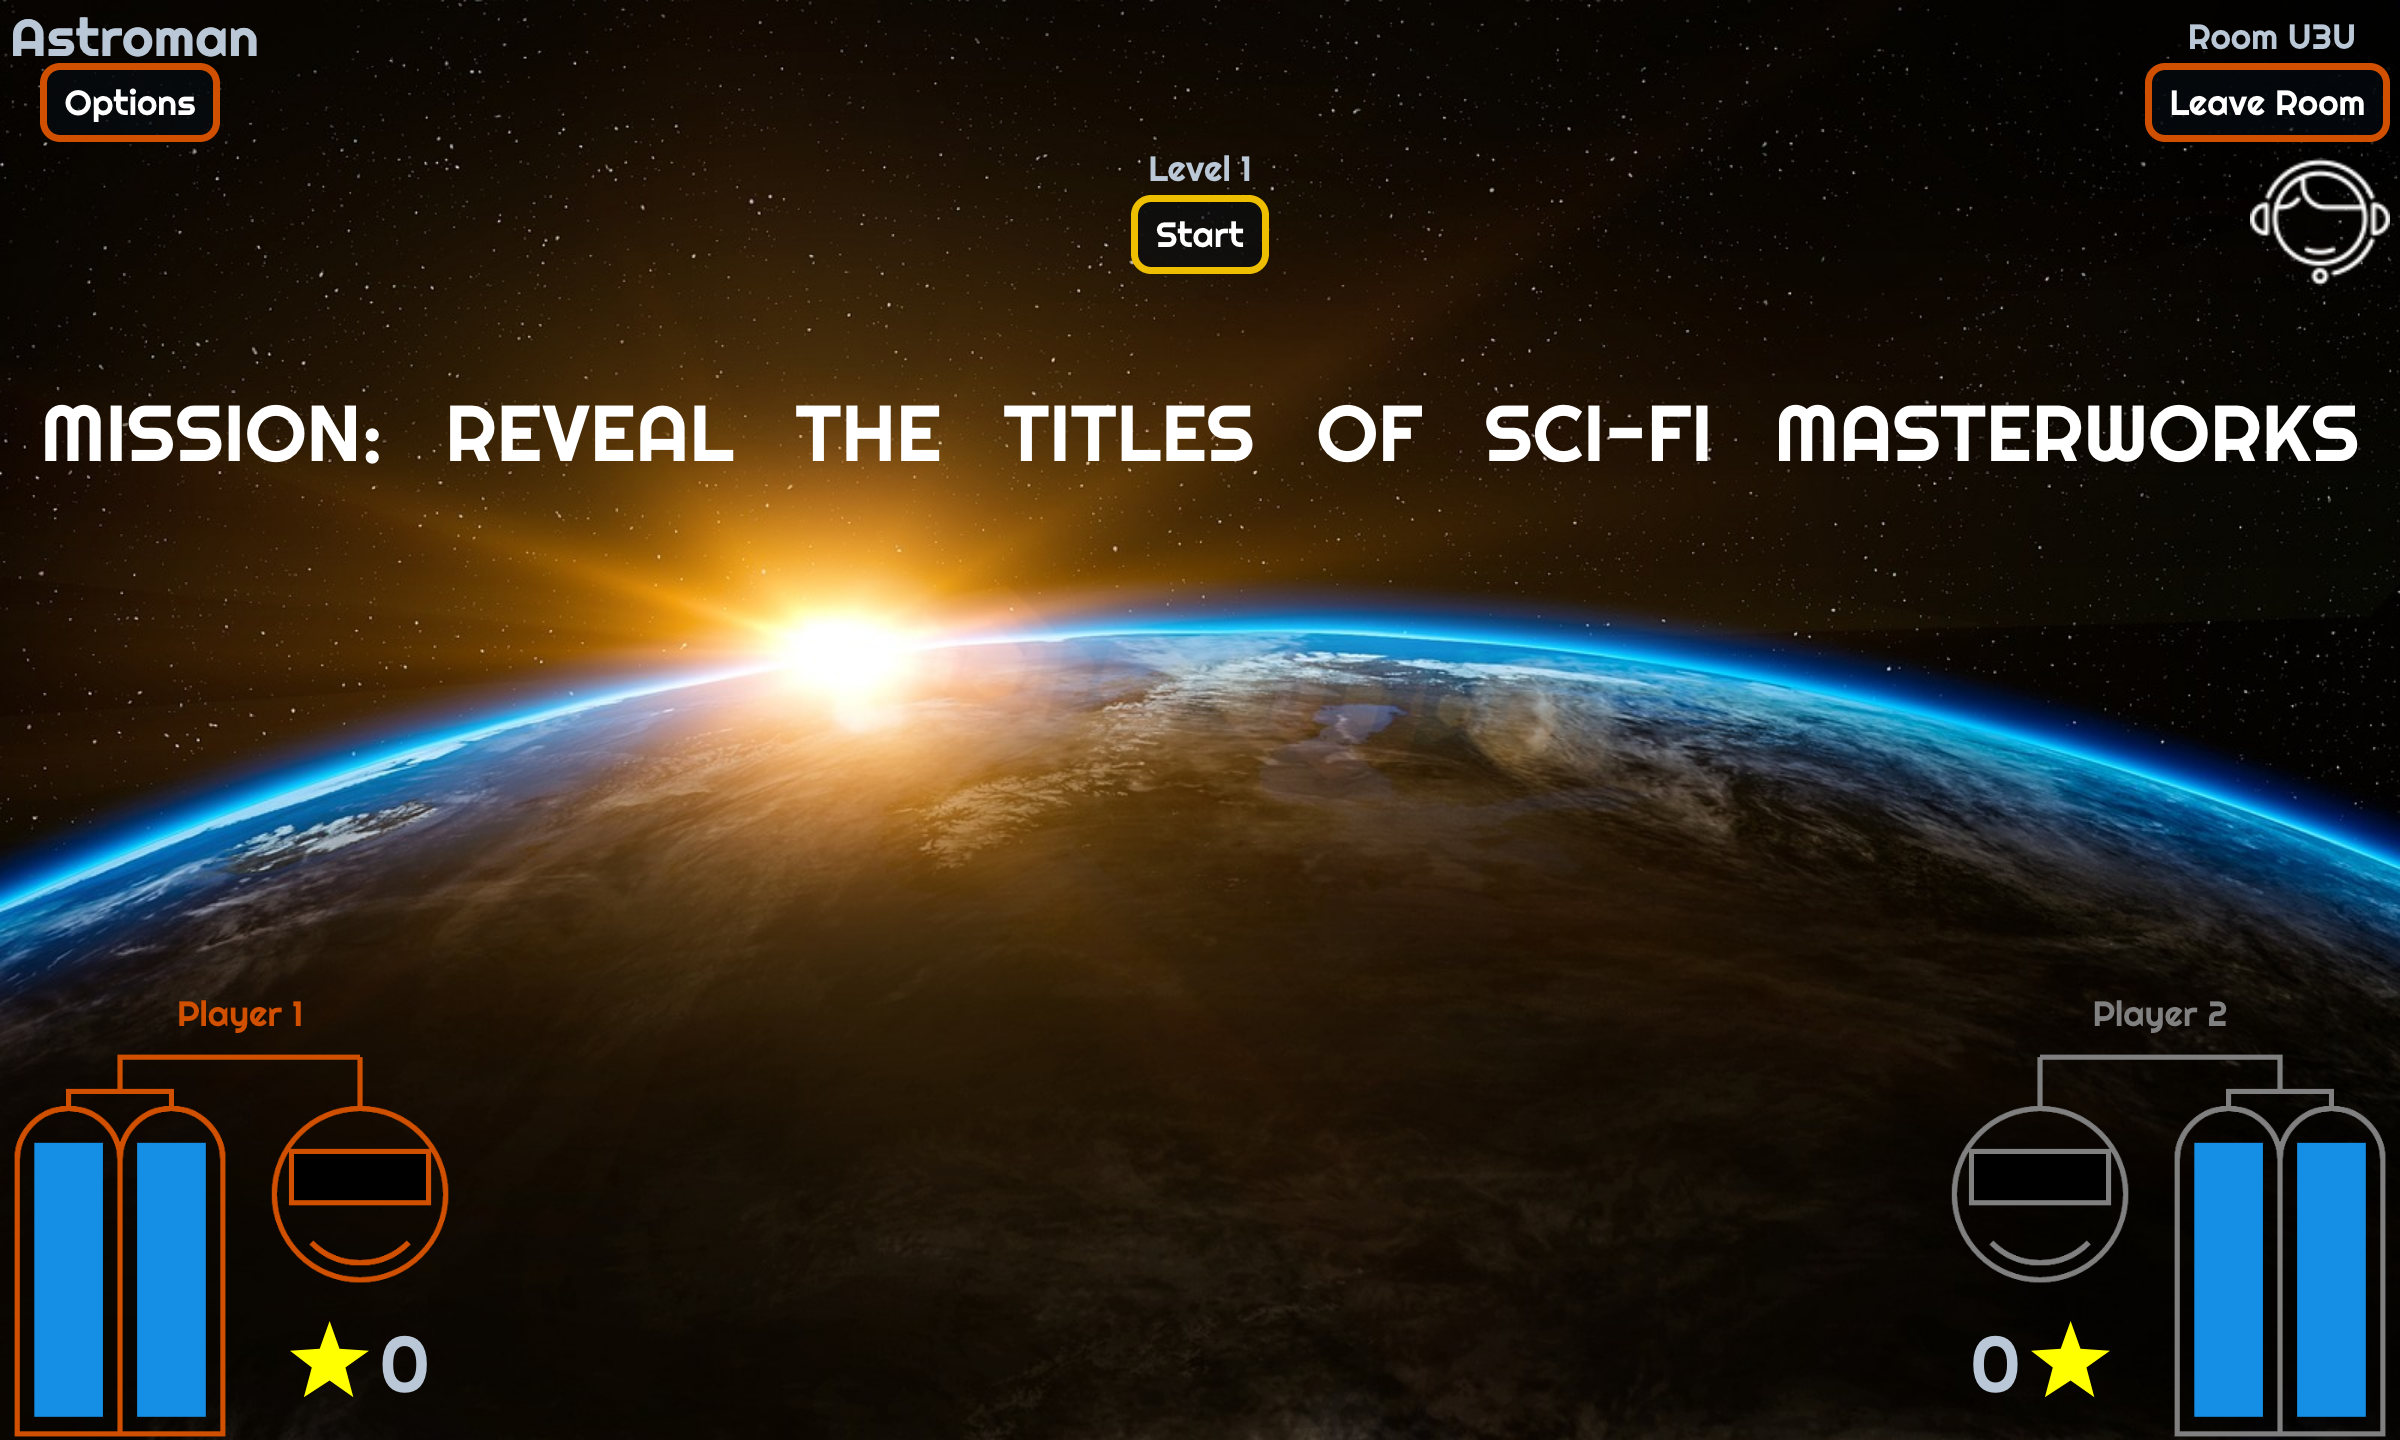 Astroman
Options
Room U3U
Leave Room
Level 1
Start
MISSION: REVEAL THE TITLES OF SCI-FI MASTERWORKS
Player 1
0
Player 2
0